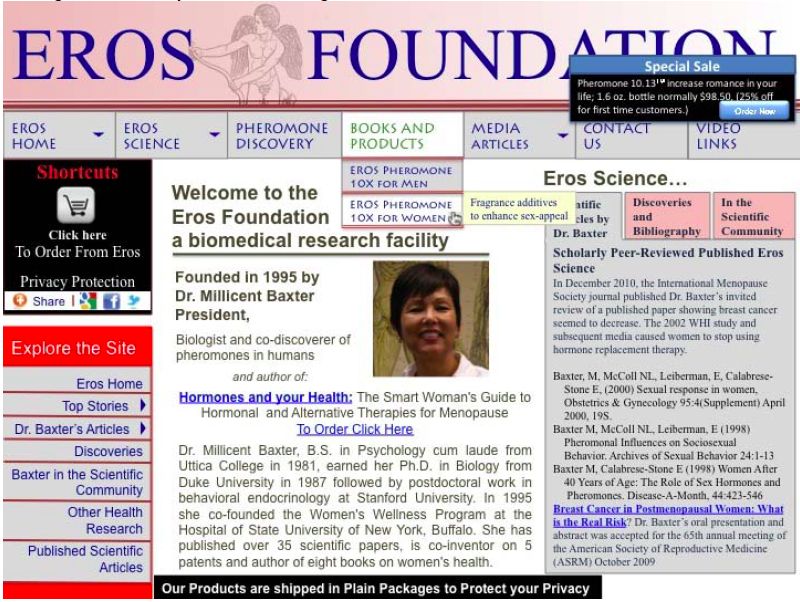 EROS FOUNDATION
Special Sale
Pheromone 10.13™ increase romance in your
life; 1.6 oz. bottle normally $98.50. (25% off
for first time customers.)
Order Now
EROS HOME
EROS SCIENCE
PHEROMONE DISCOVERY
BOOKS AND PRODUCTS
MEDIA ARTICLES
CONTACT US
VIDEO LINKS
EROS PHEROMONE
10X FOR MEN
EROS PHEROMONE
10X FOR WOMEN
Fragrance additives
to enhance sex-appeal
Shortcuts
Click here
To Order From Eros
Privacy Protection
Share
Explore the Site
Eros Home
Top Stories
Dr. Baxter's Articles
Discoveries
Baxter in the Scientific
Community
Other Health
Research
Published Scientific
Articles
Welcome to the
Eros Foundation
a biomedical research facility
Founded in 1995 by
Dr. Millicent Baxter
President,
Biologist and co-discoverer of
pheromones in humans
and author of:
Hormones and your Health: The Smart Woman's Guide to
Hormonal and Alternative Therapies for Menopause
To Order Click Here
Dr. Millicent Baxter, B.S. in Psychology cum laude from
Uttica College in 1981, earned her Ph.D. in Biology from
Duke University in 1987 followed by postdoctoral work in
behavioral endocrinology at Stanford University. In 1995
she co-founded the Women's Wellness Program at the
Hospital of State University of New York, Buffalo. She has
published over 35 scientific papers, is co-inventor on 5
patents and author of eight books on women's health.
Eros Science...
by
Dr. Baxter
Discoveries
and
Bibliography
In the
Scientific
Community
Scholarly Peer-Reviewed Published Eros
Science
In December 2010, the International Menopause
Society journal published Dr. Baxter's invited
review of a published paper showing breast cancer
seemed to decrease. The 2002 WHI study and
subsequent media caused women to stop using
hormone replacement therapy.
Baxter, M, McColl NL, Leiberman, E, Calabrese-
Stone E, (2000) Sexual response in women,
Obstetrics & Gynecology 95:4(Supplement) April
2000, 19S.
Baxter M, McColl NL, Leiberman, E (1998)
Pheromonal Influences on Sociosexual
Behavior. Archives of Sexual Behavior 24:1-13
Baxter M, Calabrese-Stone E (1998) Women After
40 Years of Age: The Role of Sex Hormones and
Pheromones. Disease-A-Month, 44:423-546
Breast Cancer in Postmenopausal Women: What
is the Real Risk? Dr. Baxter's oral presentation and
abstract was accepted for the 65th annual meeting of
the American Society of Reproductive Medicine
(ASRM) October 2009
Our Products are shipped in Plain Packages to Protect your Privacy